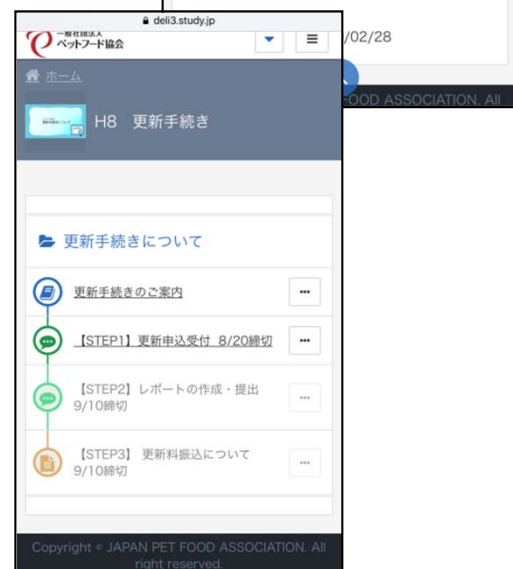 deli3.study.jp
一般社団法人
ペットフード協会
/02/28
FOOD ASSOCIATION. All
ホーム
H8 更新手続き
更新手続きについて
更新手続きのご案内
【STEP1】更新申込受付 8/20締切
【STEP2】レポートの作成・提出
9/10締切
【STEP3】 更新料振込について
9/10締切
Copyright © JAPAN PET FOOD ASSOCIATION. All
right reserved.